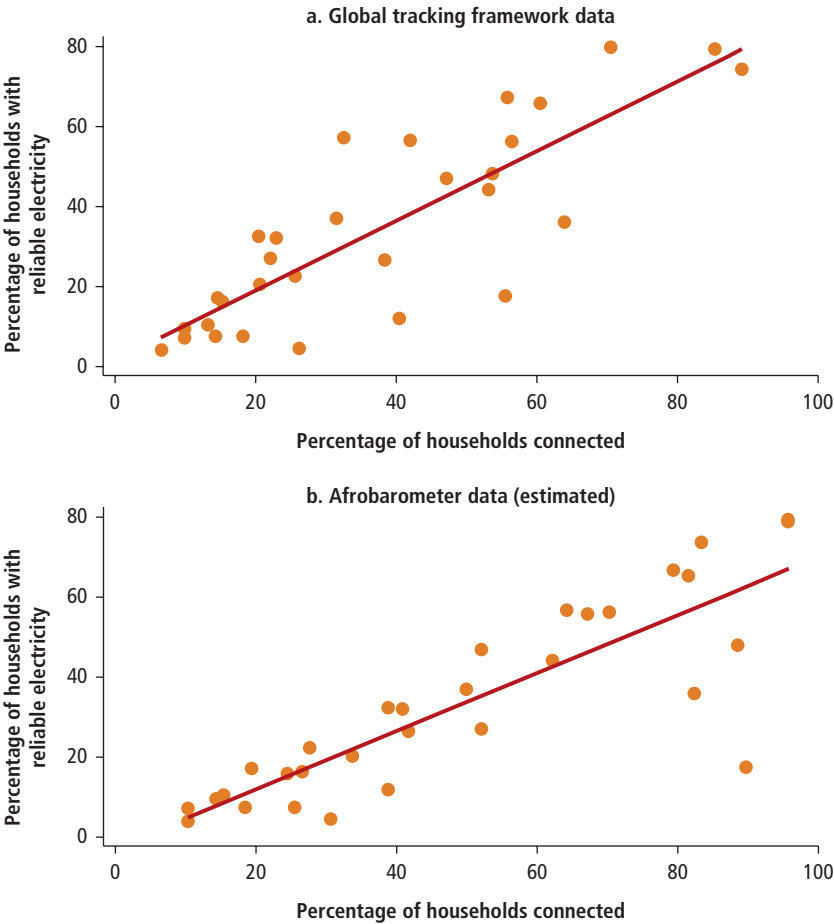 a. Global tracking framework data
Percentage of households with
reliable electricity
80
60
40
20
0
0 20 40 60 80 100
Percentage of households connected
b. Afrobarometer data (estimated)
Percentage of households with
reliable electricity
80
60
40
20
0
0 20 40 60 80 100
Percentage of households connected